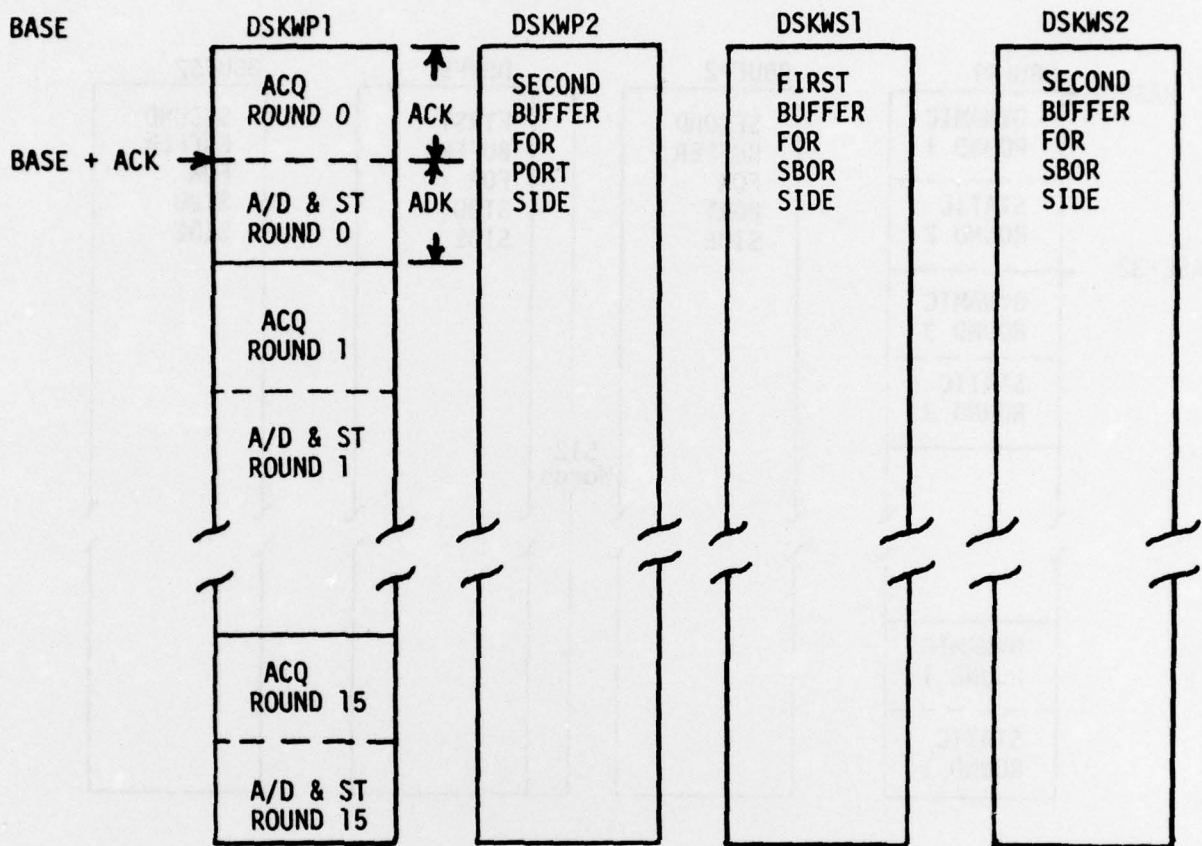 BASE
DSKWP1
DSKWP2
DSKWS1
DSKWS2
ACQ
ROUND 0
ACK
BASE + ACK
A/D & ST
ROUND 0
ADK
SECOND
BUFFER
FOR
PORT
SIDE
FIRST
BUFFER
FOR
SBOR
SIDE
SECOND
BUFFER
FOR
SBOR
SIDE
ACQ
ROUND 1
A/D & ST
ROUND 1
ACQ
ROUND 15
A/D & ST
ROUND 15